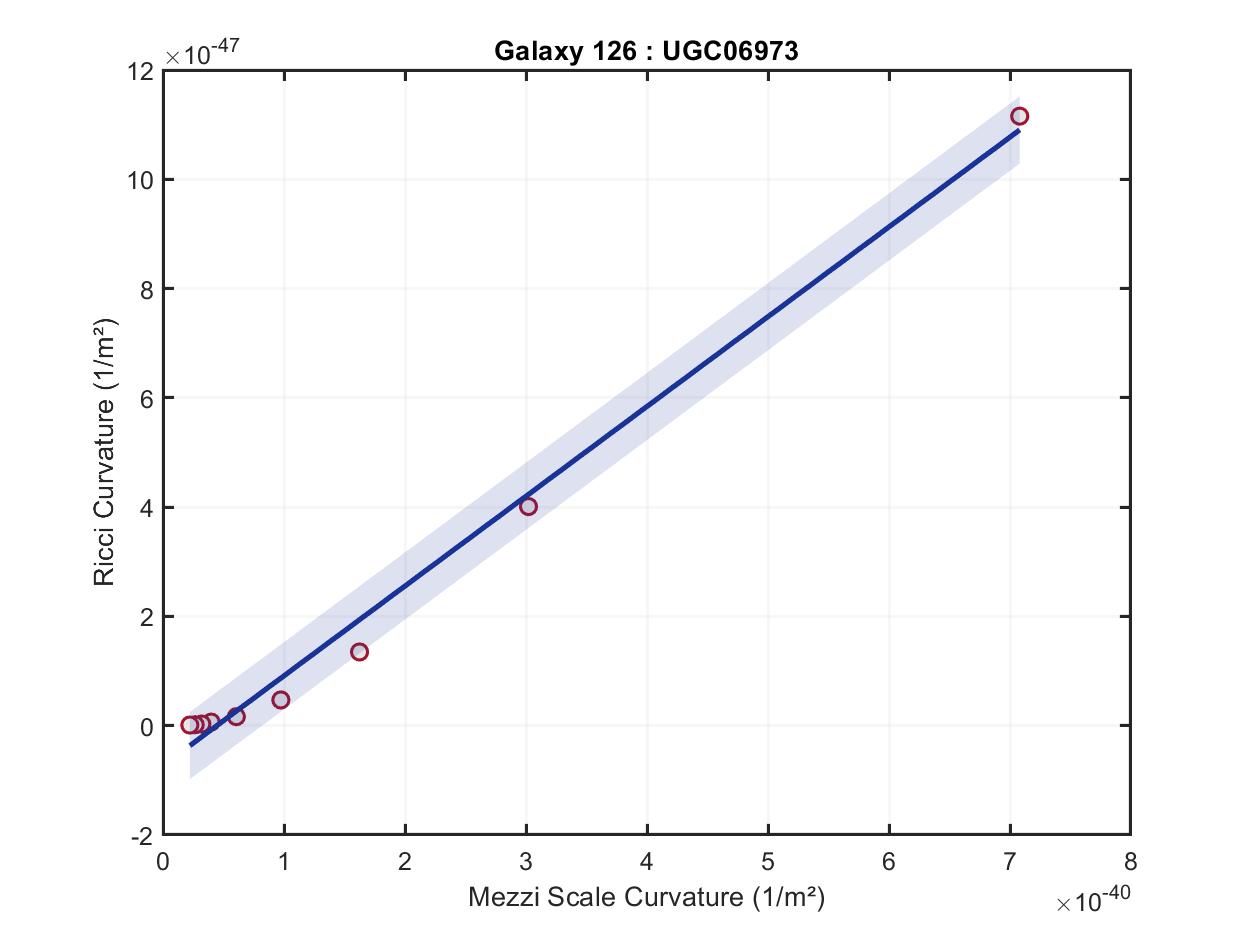 Galaxy 126 : UGC06973
×10-47
12
10
8
6
4
2
0
-2
Ricci Curvature (1/m²)
0 1 2 3 4 5 6 7 8
Mezzi Scale Curvature (1/m²)
×10-40